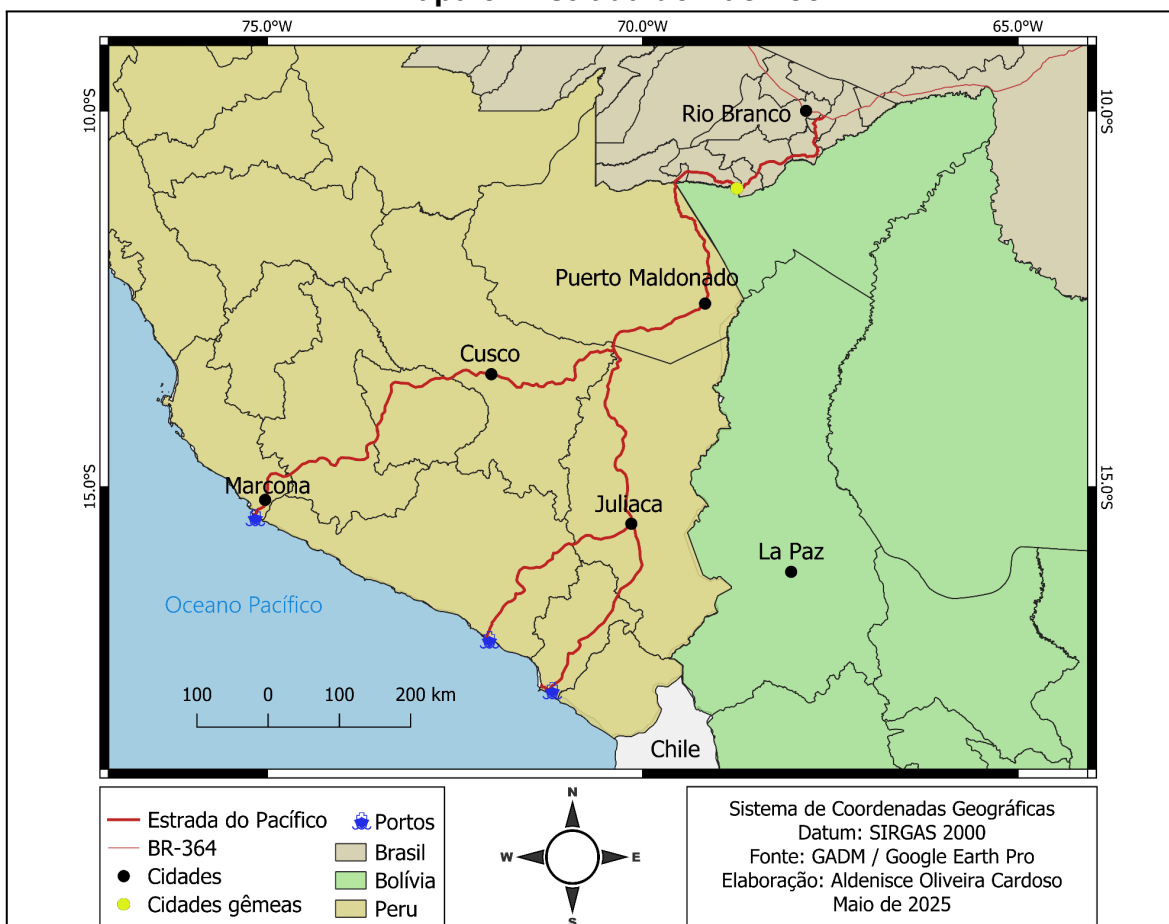 75.0°W
70.0°W
65.0°W
10.0°S
10.0°S
Rio Branco
Puerto Maldonado
Cusco
15.0°S
15.0°S
Marcona
Juliaca
La Paz
Oceano Pacífico
100 0 100 200 km
Chile
Estrada do Pacífico
BR-364
Cidades
Cidades gêmeas
Portos
Brasil
Bolívia
Peru
N
W
E
S
Sistema de Coordenadas Geográficas
Datum: SIRGAS 2000
Fonte: GADM / Google Earth Pro
Elaboração: Aldenisce Oliveira Cardoso
Maio de 2025